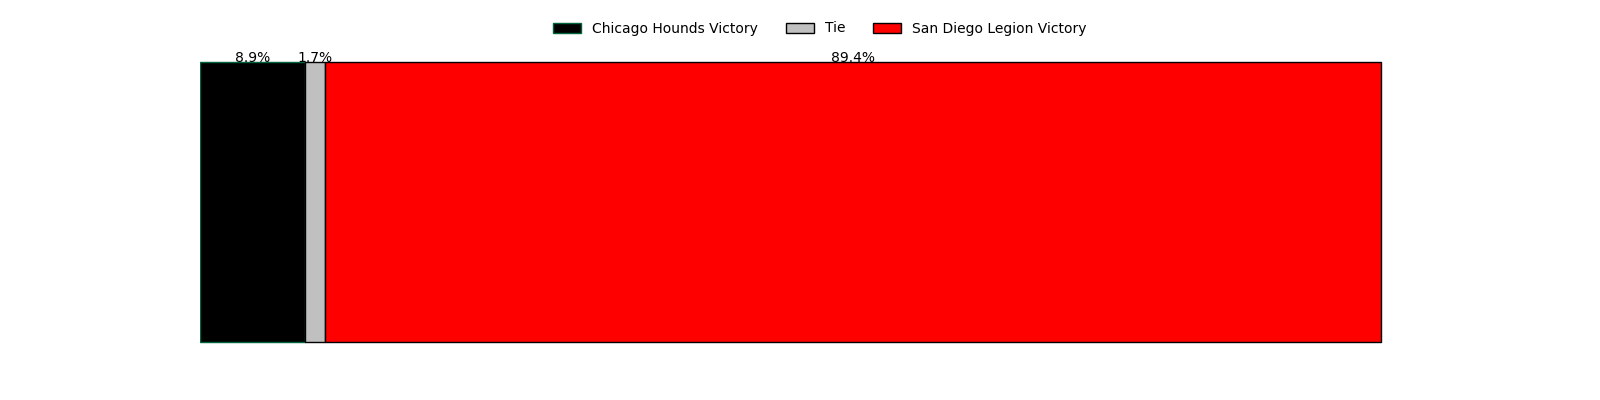 Chicago Hounds Victory Tie San Diego Legion Victory
8.9% 1.7% 89.4%